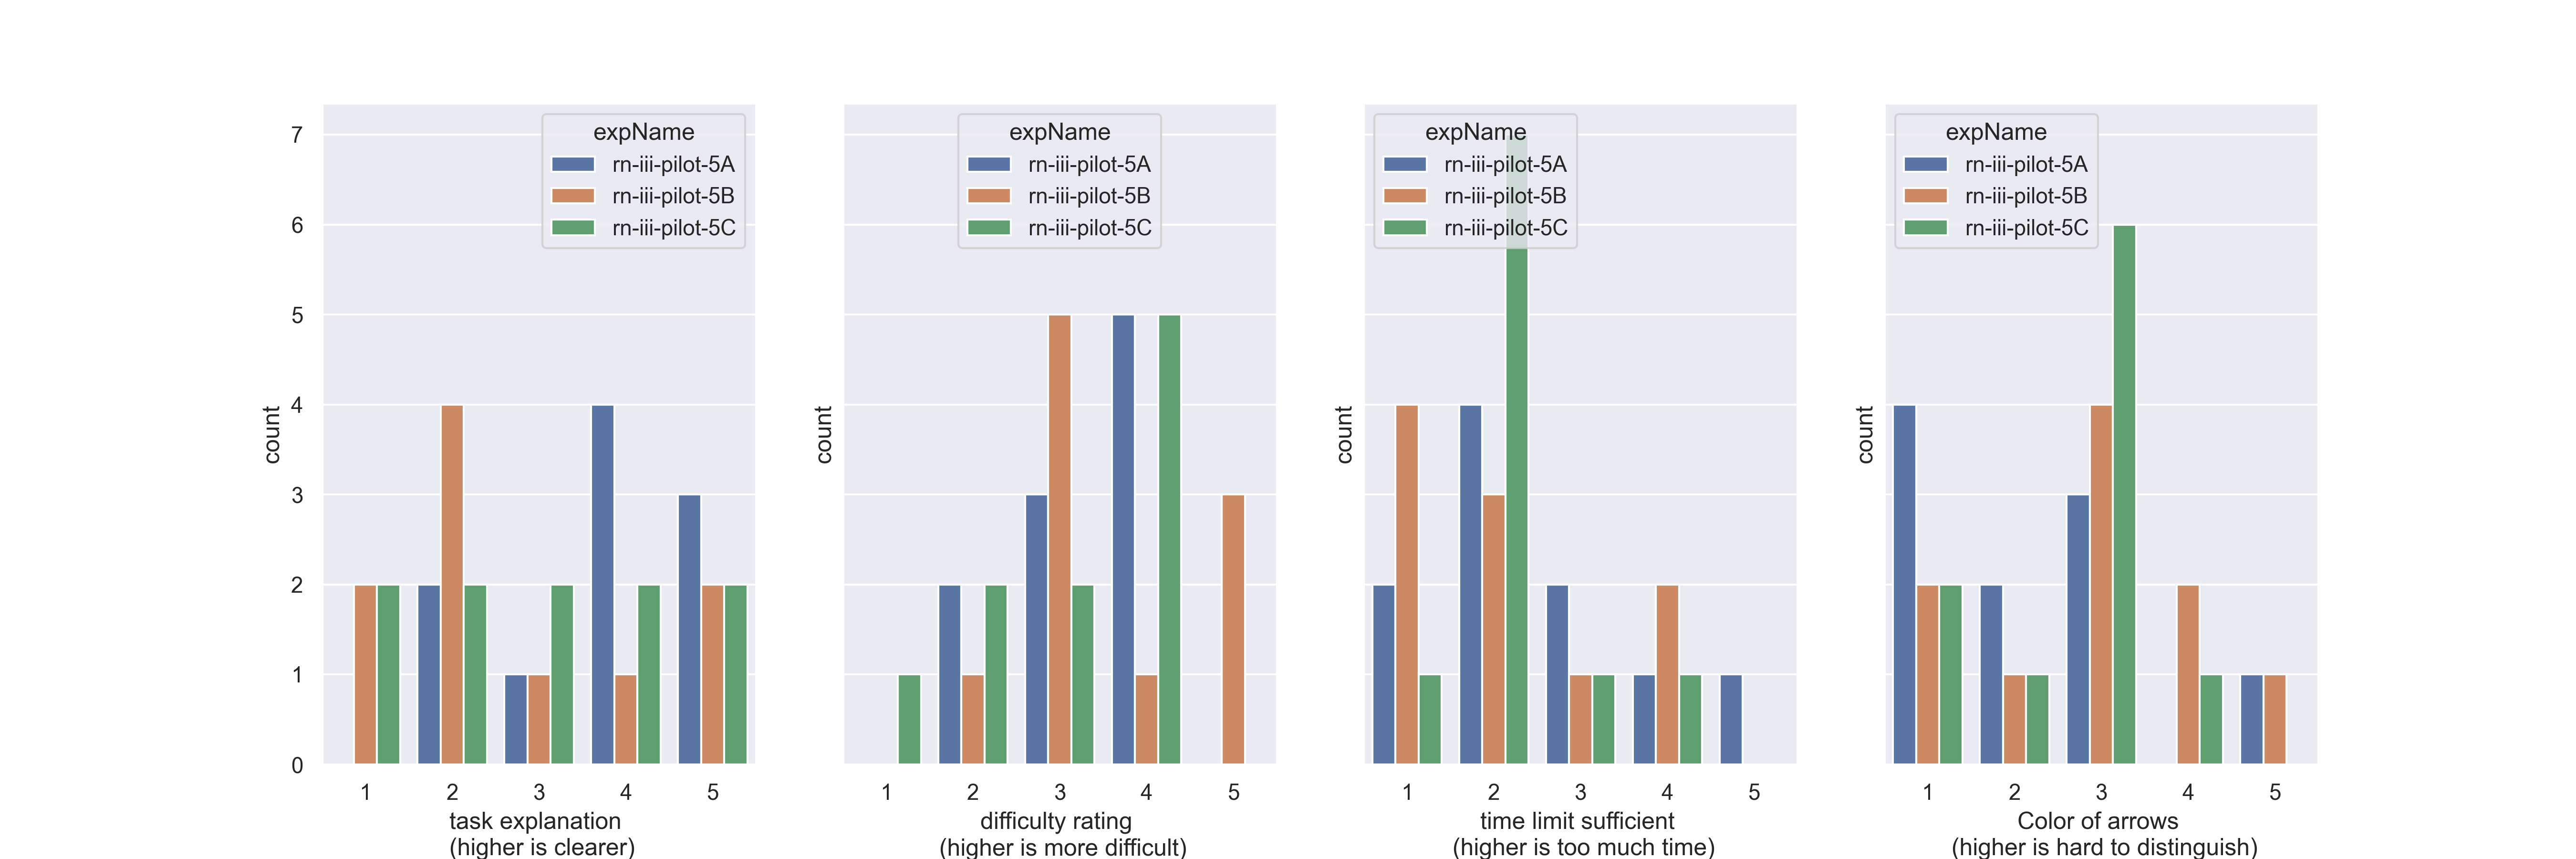 7
6
5
4
3
2
1
0
count
expName
rn-iii-pilot-5A
rn-iii-pilot-5B
rn-iii-pilot-5C
1 2 3 4 5
task explanation
(higher is clearer)
count
expName
rn-iii-pilot-5A
rn-iii-pilot-5B
rn-iii-pilot-5C
1 2 3 4 5
difficulty rating
(higher is more difficult)
count
expName
rn-iii-pilot-5A
rn-iii-pilot-5B
rn-iii-pilot-5C
1 2 3 4 5
time limit sufficient
(higher is too much time)
count
expName
rn-iii-pilot-5A
rn-iii-pilot-5B
rn-iii-pilot-5C
1 2 3 4 5
Color of arrows
(higher is hard to distinguish)